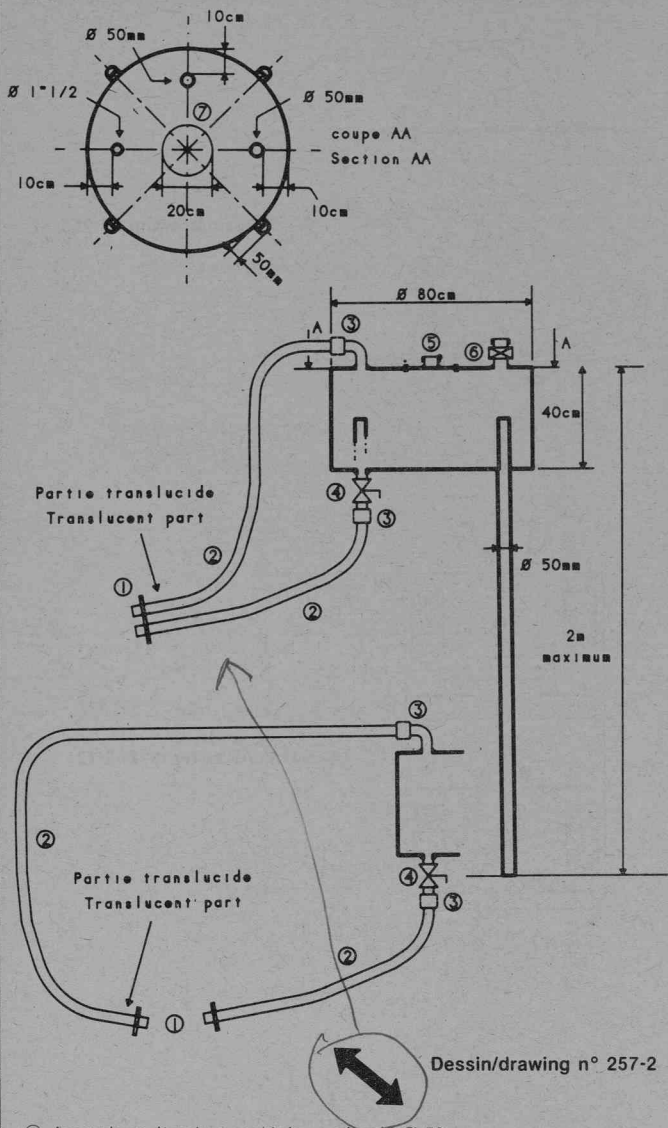 10cm
Ø 50mm
Ø 1"1/2
⑦
Ø 50mm
coupe AA
Section AA
10cm
20cm
10cm
50mm
Ø 80cm
A
③
⑤
⑥
A
40cm
④
③
Partie translucide
Translucent part
②
①
②
Ø 50mm
2m
maximum
③
②
Partie translucide
Translucent part
④
③
②
①
Dessin/drawing n° 257-2